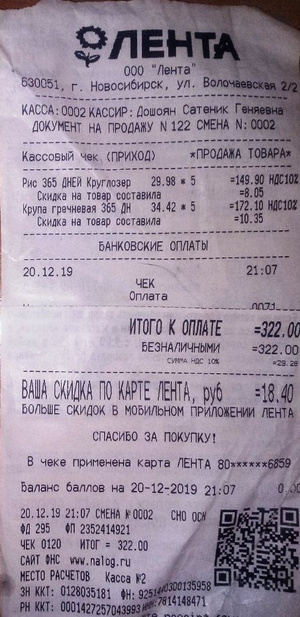 ЛЕНТА
ООО "Лента"
630051, г. Новосибирск, ул. Волочаевская 2/2
КАССА:0002 КАССИР: Дошоян Сатеник Геняевна
ДОКУМЕНТ НА ПРОДАЖУ N 122 СМЕНА N:0002
Кассовый чек (ПРИХОД) *ПРОДАЖА ТОВАРА*
Рис 365 ДНЕЙ Круглозер 29.98 * 5 =149.90 НДС10%
Скидка на товар составила =8.05
Крупа гречневая 365 ДН 34.42 * 5 =172.10 НДС10%
Скидка на товар составила =10.35
БАНКОВСКИЕ ОПЛАТЫ
20.12.19 21:07
ЧЕК
Оплата
ИТОГО К ОПЛАТЕ =322.00
БЕЗНАЛИЧНЫМИ =322.00
СУММА НДС 10% =29.28
ВАША СКИДКА ПО КАРТЕ ЛЕНТА, руб =18.40
БОЛЬШЕ СКИДОК В МОБИЛЬНОМ ПРИЛОЖЕНИИ ЛЕНТА
СПАСИБО ЗА ПОКУПКУ!
В чеке применена карта ЛЕНТА 80******6859
Баланс баллов на 20-12-2019 21:07
20.12.19 21:07 СМЕНА №0002 СНО ОСН
ФД 295 ФП 2352414921
ЧЕК 0120 ИТОГ = 322.00
САЙТ ФНС www.nalog.ru
МЕСТО РАСЧЕТОВ Касса №2
ЗН ККТ: 0128035181 ФН:
РН ККТ: 0001427257043993 ИНН:7814148471